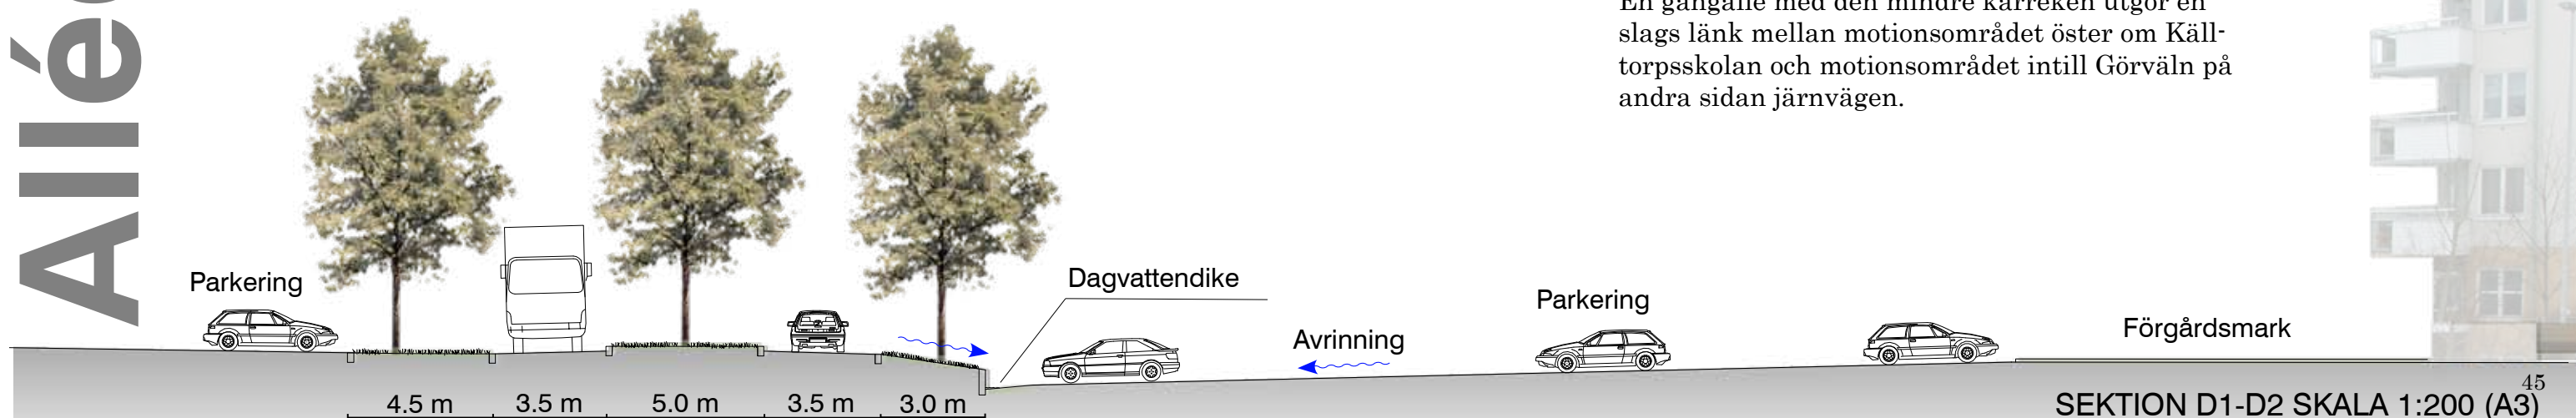 Allé
En gångallé med den mindre karreken utgör en
slags länk mellan motionsområdet öster om Käll-
torpsskolan och motionsområdet intill Görväln på
andra sidan järnvägen.
Parkering
Dagvattendike
Avrinning
Parkering
Förgårdsmark
4.5 m
3.5 m
5.0 m
3.5 m
3.0 m
45
SEKTION D1-D2 SKALA 1:200 (A3)